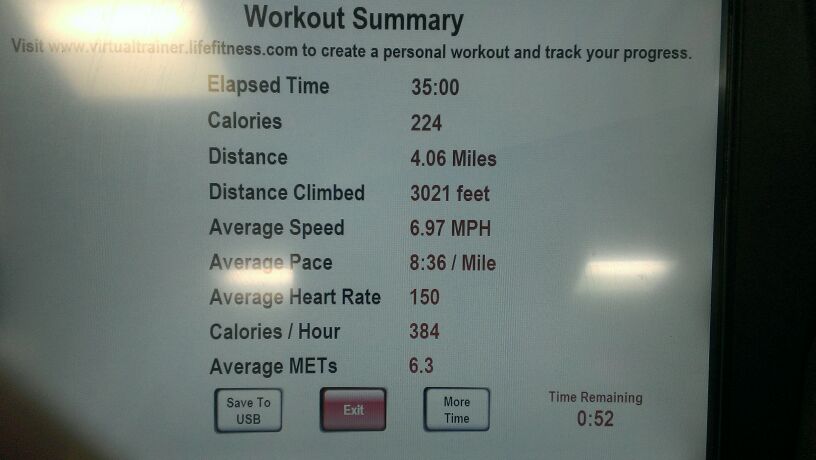 Workout Summary
Visit www.virtualtrainer.lifefitness.com to create a personal workout and track your progress.
Elapsed Time 35:00
Calories 224
Distance 4.06 Miles
Distance Climbed 3021 feet
Average Speed 6.97 MPH
Average Pace 8:36 / Mile
Average Heart Rate 150
Calories / Hour 384
Average METs 6.3
Save To
USB
Exit
More
Time
Time Remaining
0:52